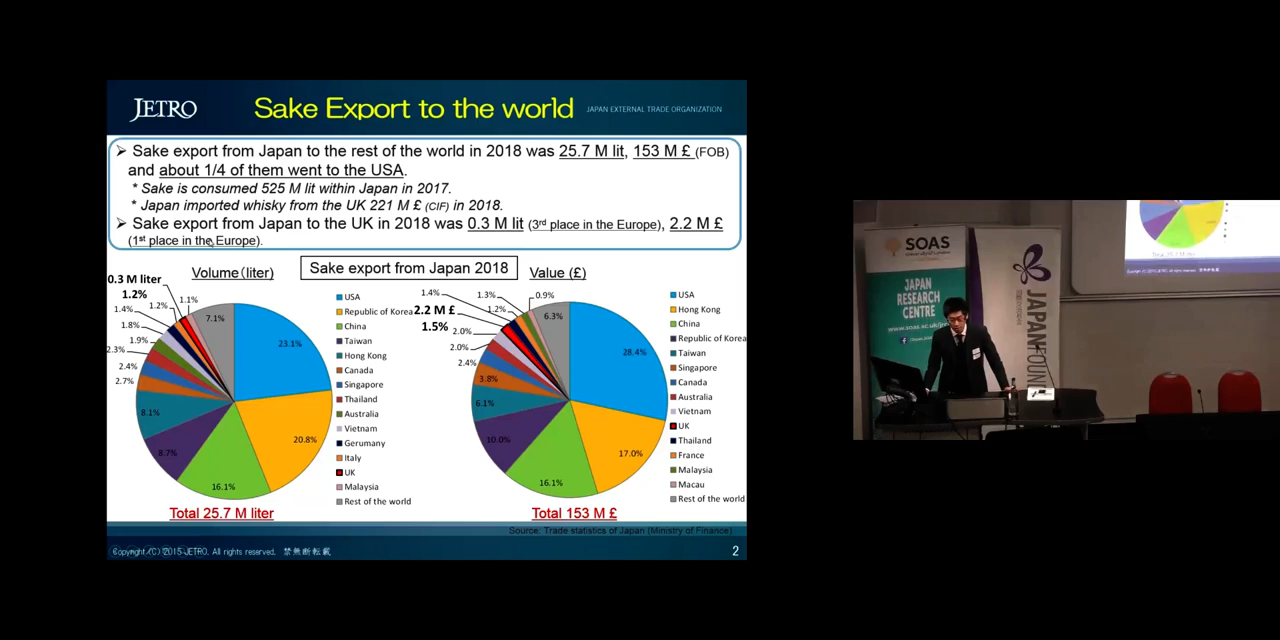 JETRO
Sake Export to the world
JAPAN EXTERNAL TRADE ORGANIZATION
➢ Sake export from Japan to the rest of the world in 2018 was 25.7 M lit, 153 M £ (FOB)
and about 1/4 of them went to the USA.
* Sake is consumed 525 M lit within Japan in 2017.
* Japan imported whisky from the UK 221 M £ (CIF) in 2018.
➢ Sake export from Japan to the UK in 2018 was 0.3 M lit (3rd place in the Europe), 2.2 M £
(1st place in the Europe).
Sake export from Japan 2018
Volume(liter)
0.3 M liter
1.2%
1.4%
1.8%
1.9%
2.3%
2.4%
2.7%
8.1%
8.7%
16.1%
20.8%
23.1%
7.1%
1.1%
1.2%
USA
Republic of Korea
China
Taiwan
Hong Kong
Canada
Singapore
Thailand
Australia
Vietnam
Gerumany
Italy
UK
Malaysia
Rest of the world
Total 25.7 M liter
Value (£)
2.2 M £
1.5%
1.4%
1.3%
1.2%
0.9%
6.3%
2.0%
2.0%
2.4%
3.8%
6.1%
10.0%
16.1%
17.0%
28.4%
USA
Hong Kong
China
Republic of Korea
Taiwan
Singapore
Canada
Australia
Vietnam
UK
Thailand
France
Malaysia
Macau
Rest of the world
Total 153 M £
Source: Trade statistics of Japan (Ministry of Finance)
Copyright (C) 2015 JETRO. All rights reserved. 禁無断転載
2
SOAS
JAPAN
RESEARCH
CENTRE
JAPANFOUN